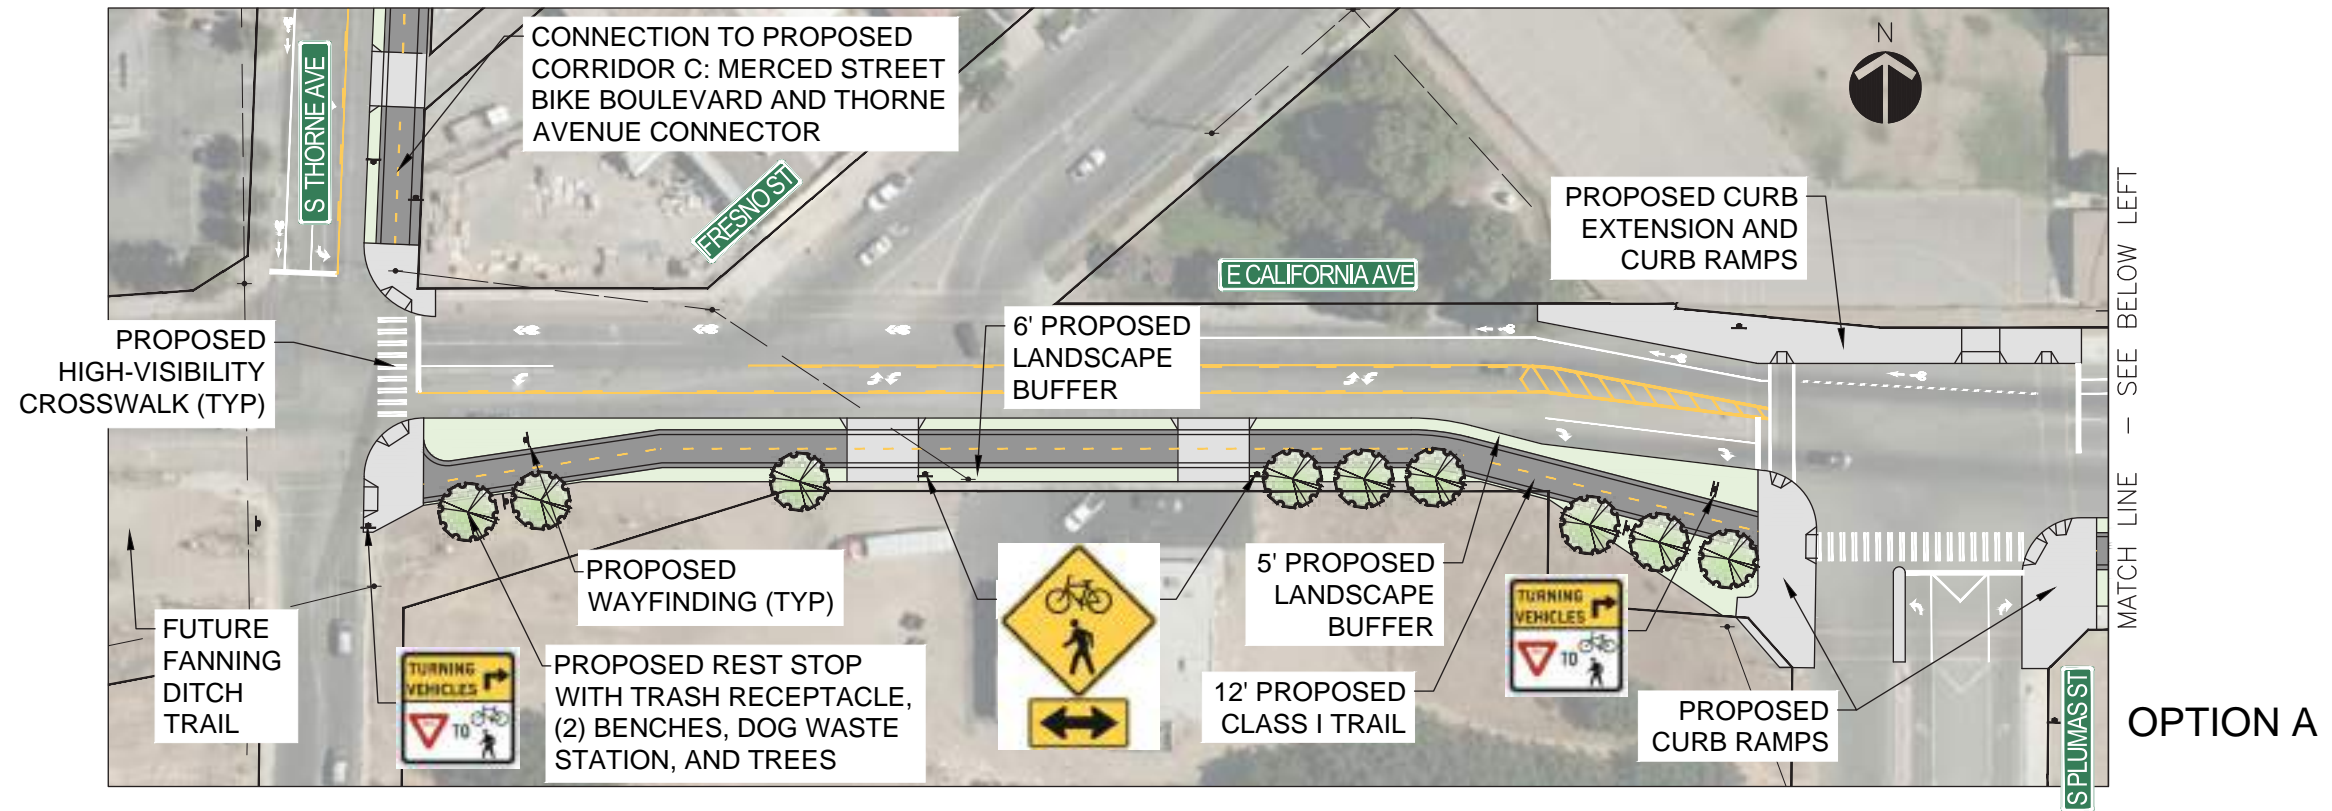 CONNECTION TO PROPOSED
CORRIDOR C: MERCED STREET
BIKE BOULEVARD AND THORNE
AVENUE CONNECTOR
S THORNE AVE
FRESNO ST
N
PROPOSED CURB
EXTENSION AND
CURB RAMPS
E CALIFORNIA AVE
MATCH LINE - SEE BELOW LEFT
PROPOSED
HIGH-VISIBILITY
CROSSWALK (TYP)
6' PROPOSED
LANDSCAPE
BUFFER
PROPOSED
WAYFINDING (TYP)
5' PROPOSED
LANDSCAPE
BUFFER
FUTURE
FANNING
DITCH
TRAIL
TURNING
VEHICLES
TO
PROPOSED REST STOP
WITH TRASH RECEPTACLE,
(2) BENCHES, DOG WASTE
STATION, AND TREES
12' PROPOSED
CLASS I TRAIL
TURNING
VEHICLES
TO
PROPOSED
CURB RAMPS
S PLUMAS ST
OPTION A